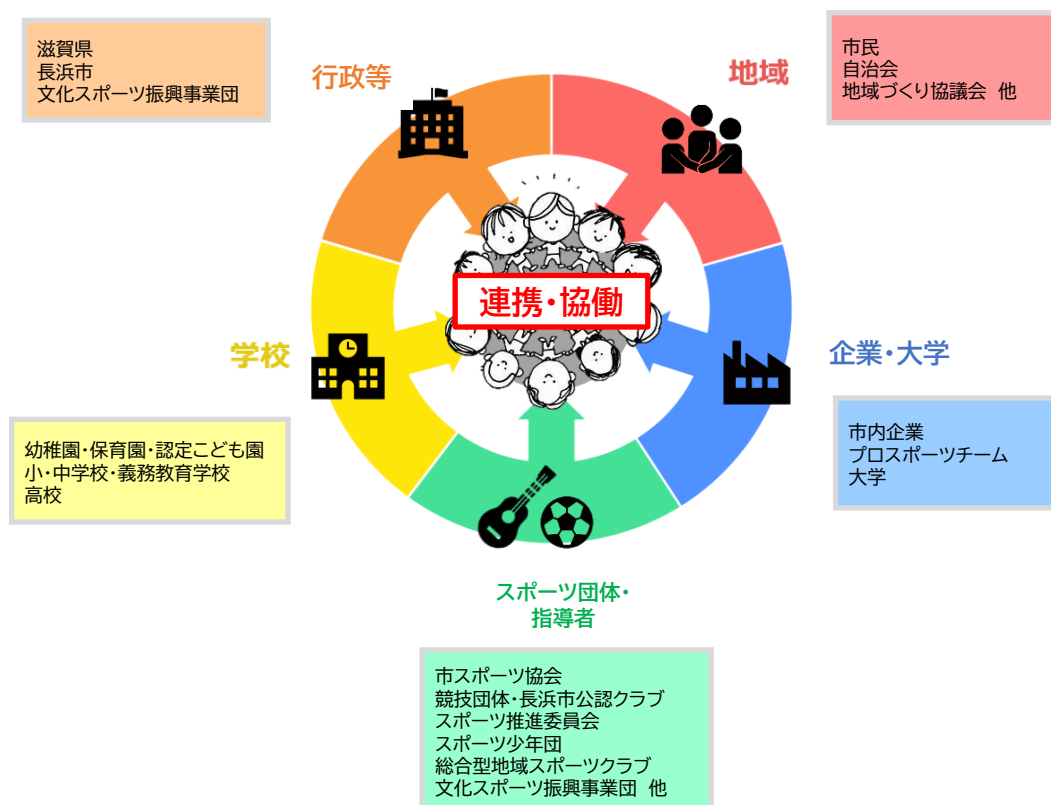 滋賀県
長浜市
文化スポーツ振興事業団
行政等
地域
市民
自治会
地域づくり協議会 他
連携・協働
学校
企業・大学
幼稚園・保育園・認定こども園
小・中学校・義務教育学校
高校
市内企業
プロスポーツチーム
大学
スポーツ団体・
指導者
市スポーツ協会
競技団体・長浜市公認クラブ
スポーツ推進委員会
スポーツ少年団
総合型地域スポーツクラブ
文化スポーツ振興事業団 他